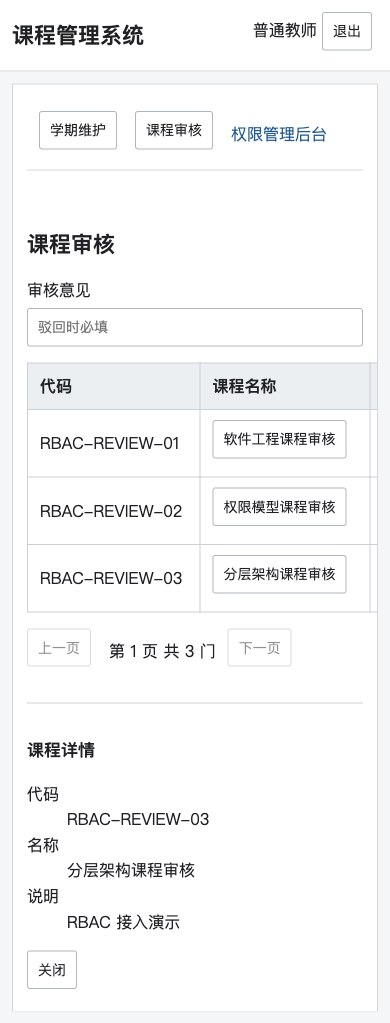 课程管理系统
普通教师 退出
学期维护 课程审核 权限管理后台
课程审核
审核意见
驳回时必填
代码 课程名称
RBAC-REVIEW-01 软件工程课程审核
RBAC-REVIEW-02 权限模型课程审核
RBAC-REVIEW-03 分层架构课程审核
上一页 第 1 页 共 3 门 下一页
课程详情
代码
RBAC-REVIEW-03
名称
分层架构课程审核
说明
RBAC 接入演示
关闭